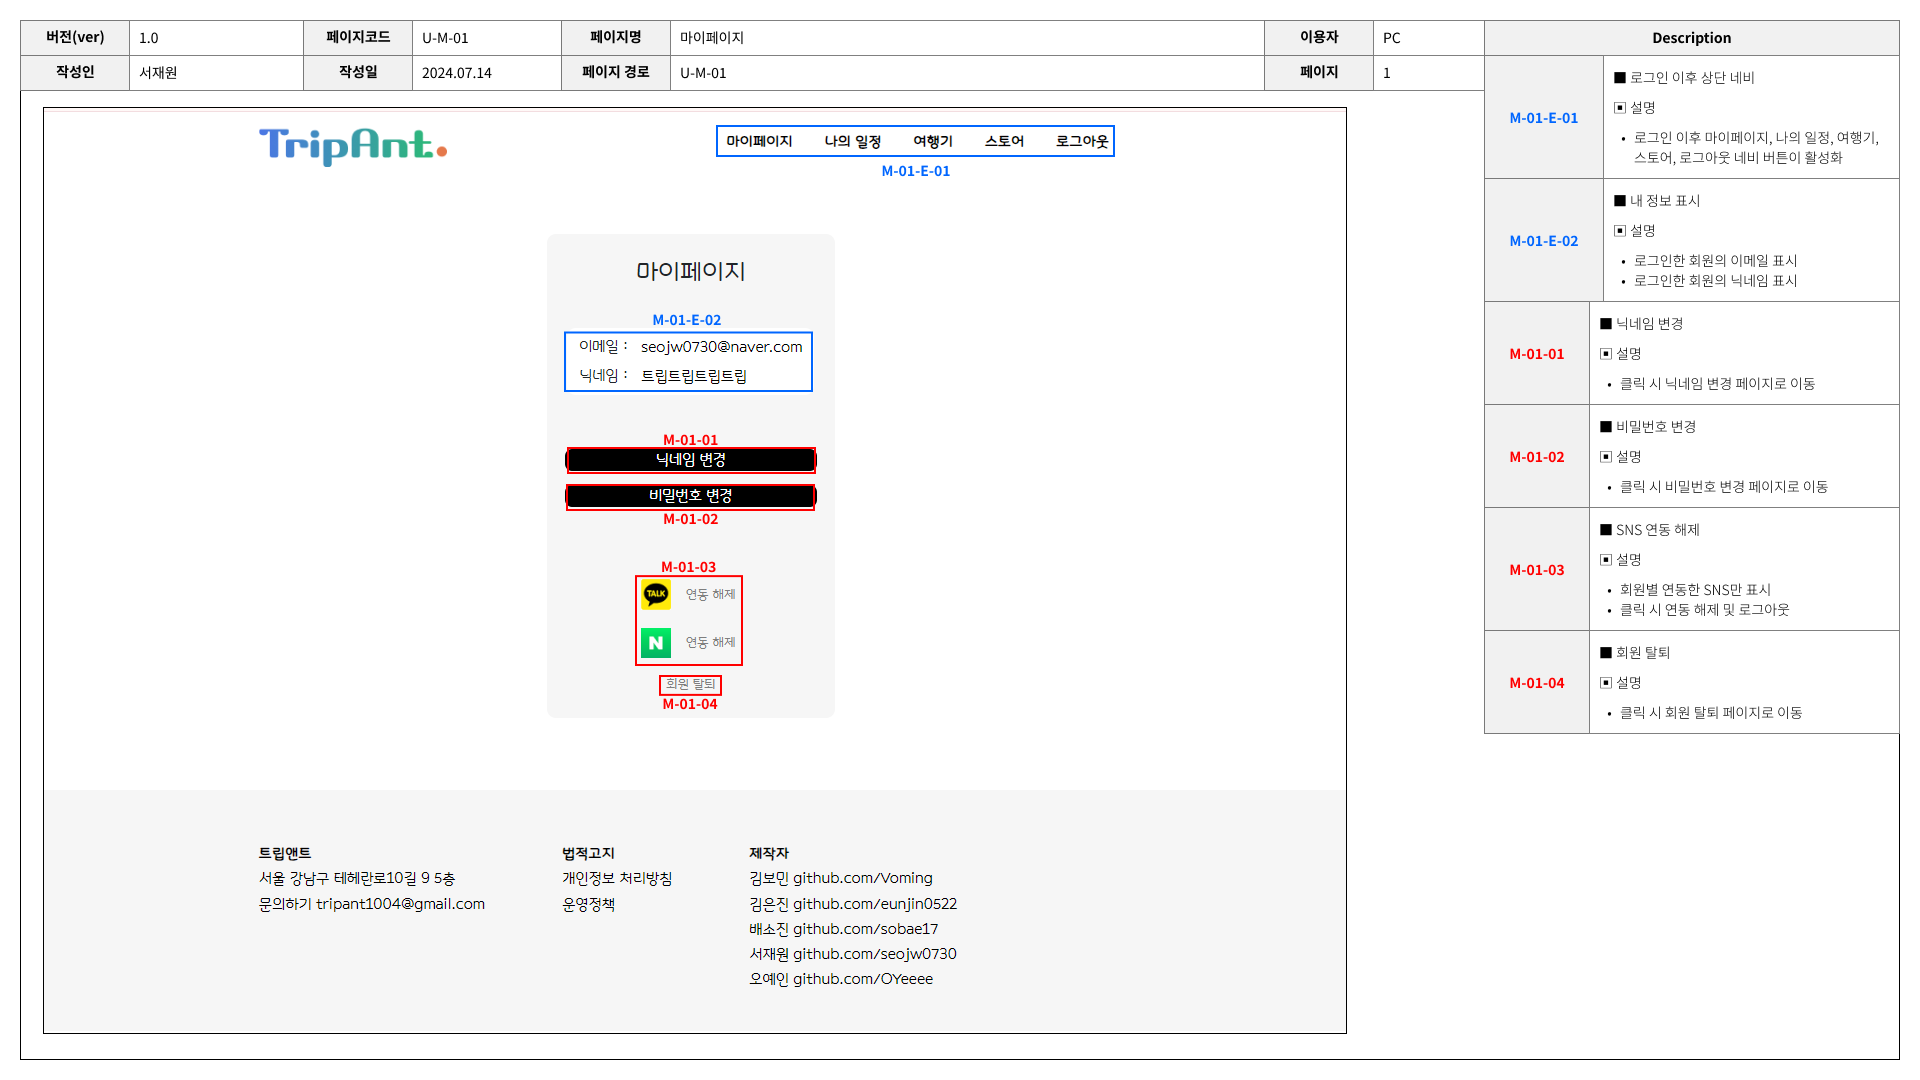 버전(ver) 1.0 페이지코드 U-M-01 페이지명 마이페이지 이용자 PC
작성인 서재원 작성일 2024.07.14 페이지 경로 U-M-01 페이지 1
TripAnt.
마이페이지 나의 일정 여행기 스토어 로그아웃
M-01-E-01
마이페이지
M-01-E-02
이메일 : seojw0730@naver.com
닉네임 : 트립트립트립트립
M-01-01
닉네임 변경
비밀번호 변경
M-01-02
M-01-03
TALK 연동 해제
N 연동 해제
회원 탈퇴
M-01-04
트립앤트
서울 강남구 테헤란로10길 9 5층
문의하기 tripant1004@gmail.com
법적고지
개인정보 처리방침
운영정책
제작자
김보민 github.com/Voming
김은진 github.com/eunjin0522
배소진 github.com/sobae17
서재원 github.com/seojw0730
오예인 github.com/OYeeee
Description
M-01-E-01
■ 로그인 이후 상단 네비
▣ 설명
• 로그인 이후 마이페이지, 나의 일정, 여행기,
스토어, 로그아웃 네비 버튼이 활성화
M-01-E-02
■ 내 정보 표시
▣ 설명
• 로그인한 회원의 이메일 표시
• 로그인한 회원의 닉네임 표시
M-01-01
■ 닉네임 변경
▣ 설명
• 클릭 시 닉네임 변경 페이지로 이동
M-01-02
■ 비밀번호 변경
▣ 설명
• 클릭 시 비밀번호 변경 페이지로 이동
M-01-03
■ SNS 연동 해제
▣ 설명
• 회원별 연동한 SNS만 표시
• 클릭 시 연동 해제 및 로그아웃
M-01-04
■ 회원 탈퇴
▣ 설명
• 클릭 시 회원 탈퇴 페이지로 이동